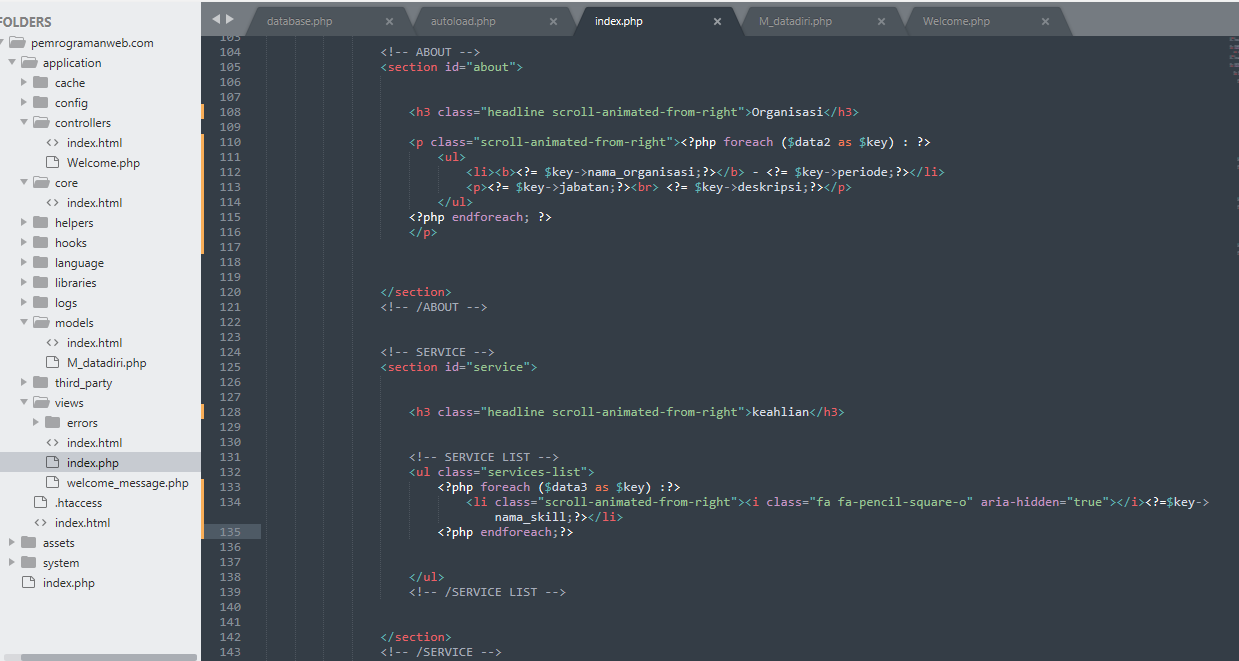 FOLDERS
pemrogramanweb.com
application
cache
config
controllers
index.html
Welcome.php
core
index.html
helpers
hooks
language
libraries
logs
models
index.html
M_datadiri.php
third_party
views
errors
index.html
index.php
welcome_message.php
.htaccess
index.html
assets
system
index.php
database.php
autoload.php
index.php
M_datadiri.php
Welcome.php
103
104 <!-- ABOUT -->
105 <section id="about">
106
107
108 <h3 class="headline scroll-animated-from-right">Organisasi</h3>
109
110 <p class="scroll-animated-from-right"><?php foreach ($data2 as $key) : ?>
111 <ul>
112 <li><b><?= $key->nama_organisasi;?></b> - <?= $key->periode;?></li>
113 <p><?= $key->jabatan;?><br> <?= $key->deskripsi;?></p>
114 </ul>
115 <?php endforeach; ?>
116 </p>
117
118
119
120 </section>
121 <!-- /ABOUT -->
122
123
124 <!-- SERVICE -->
125 <section id="service">
126
127
128 <h3 class="headline scroll-animated-from-right">keahlian</h3>
129
130
131 <!-- SERVICE LIST -->
132 <ul class="services-list">
133 <?php foreach ($data3 as $key) :?>
134 <li class="scroll-animated-from-right"><i class="fa fa-pencil-square-o" aria-hidden="true"></i><?=$key->
nama_skill;?></li>
135 <?php endforeach;?>
136
137
138 </ul>
139 <!-- /SERVICE LIST -->
140
141
142 </section>
143 <!-- /SERVICE -->